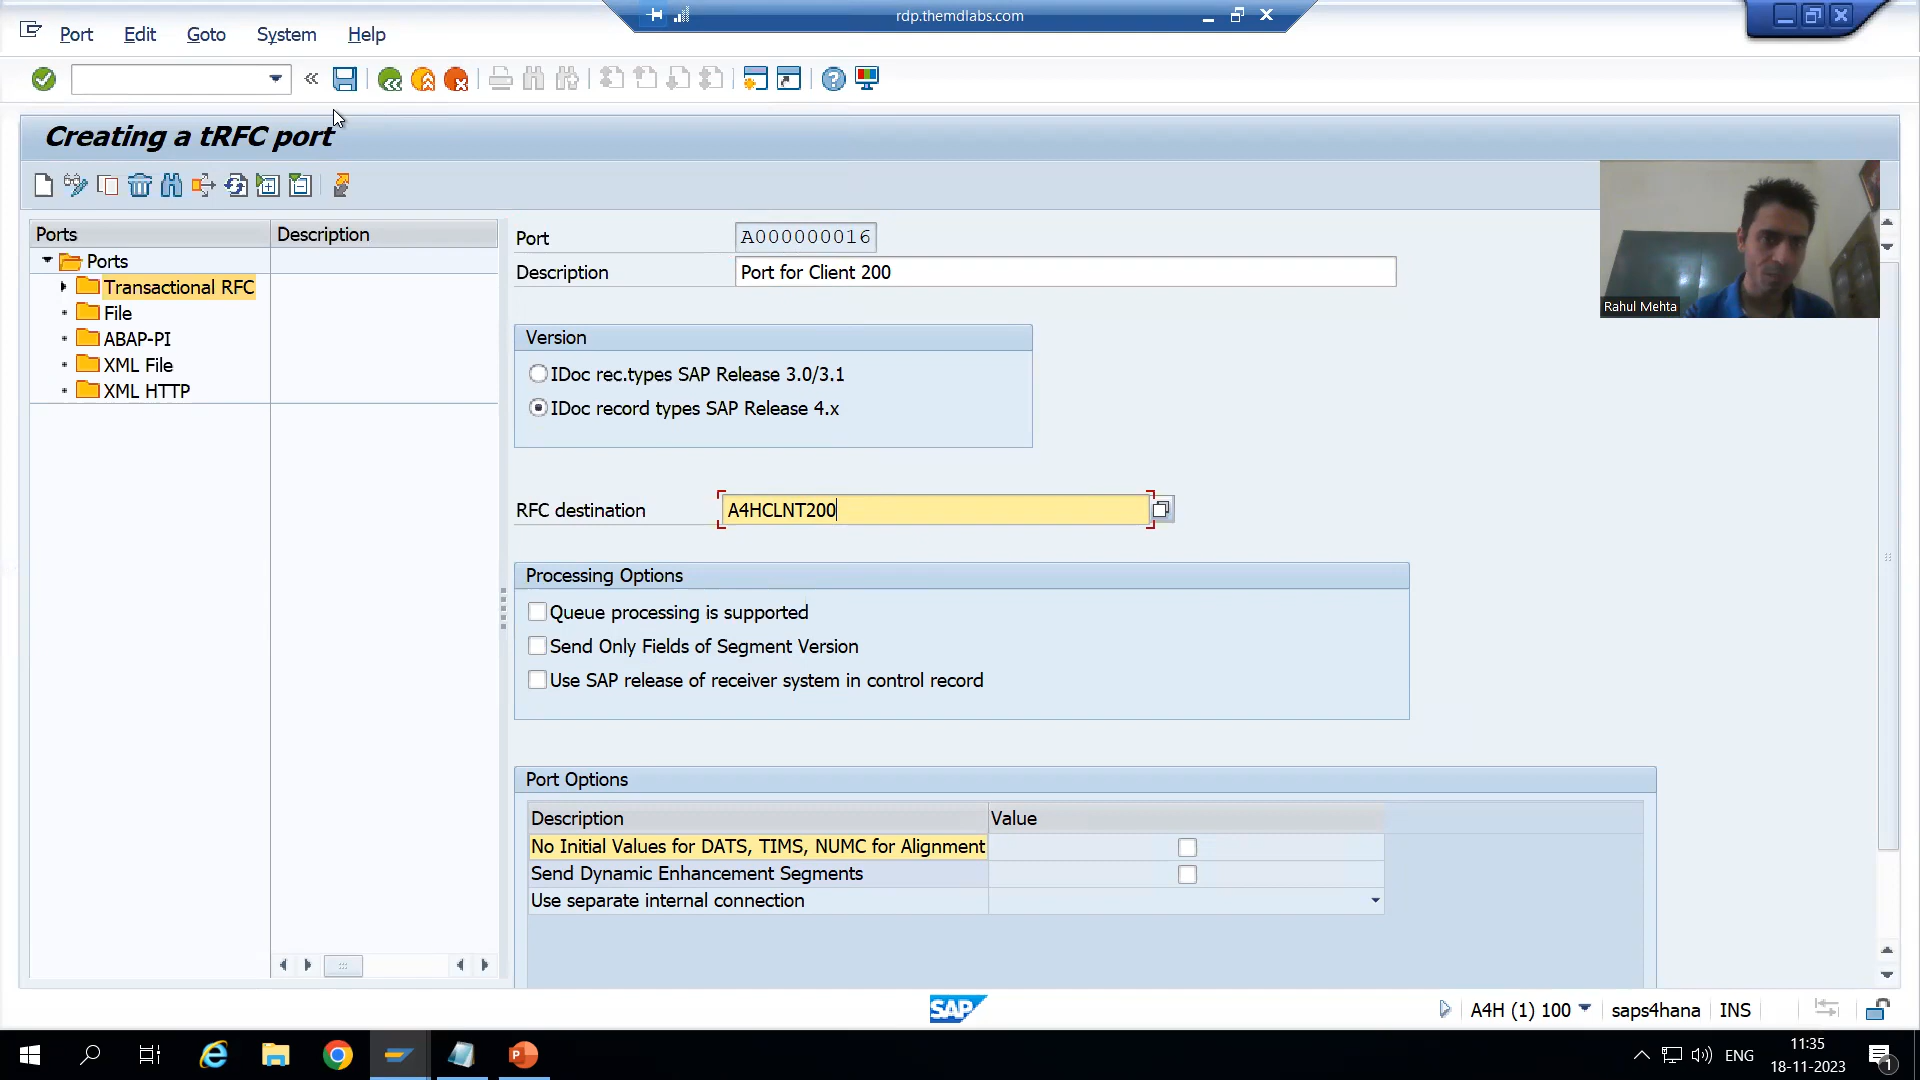 rdp.themdlabs.com
Port Edit Goto System Help
Creating a tRFC port
Ports Description
Ports
Transactional RFC
File
ABAP-PI
XML File
XML HTTP
Port A000000016
Description Port for Client 200
Version
IDoc rec.types SAP Release 3.0/3.1
IDoc record types SAP Release 4.x
RFC destination A4HCLNT200
Processing Options
Queue processing is supported
Send Only Fields of Segment Version
Use SAP release of receiver system in control record
Port Options
Description Value
No Initial Values for DATS, TIMS, NUMC for Alignment
Send Dynamic Enhancement Segments
Use separate internal connection
Rahul Mehta
SAP
A4H (1) 100 saps4hana INS
ENG
11:35
18-11-2023
1